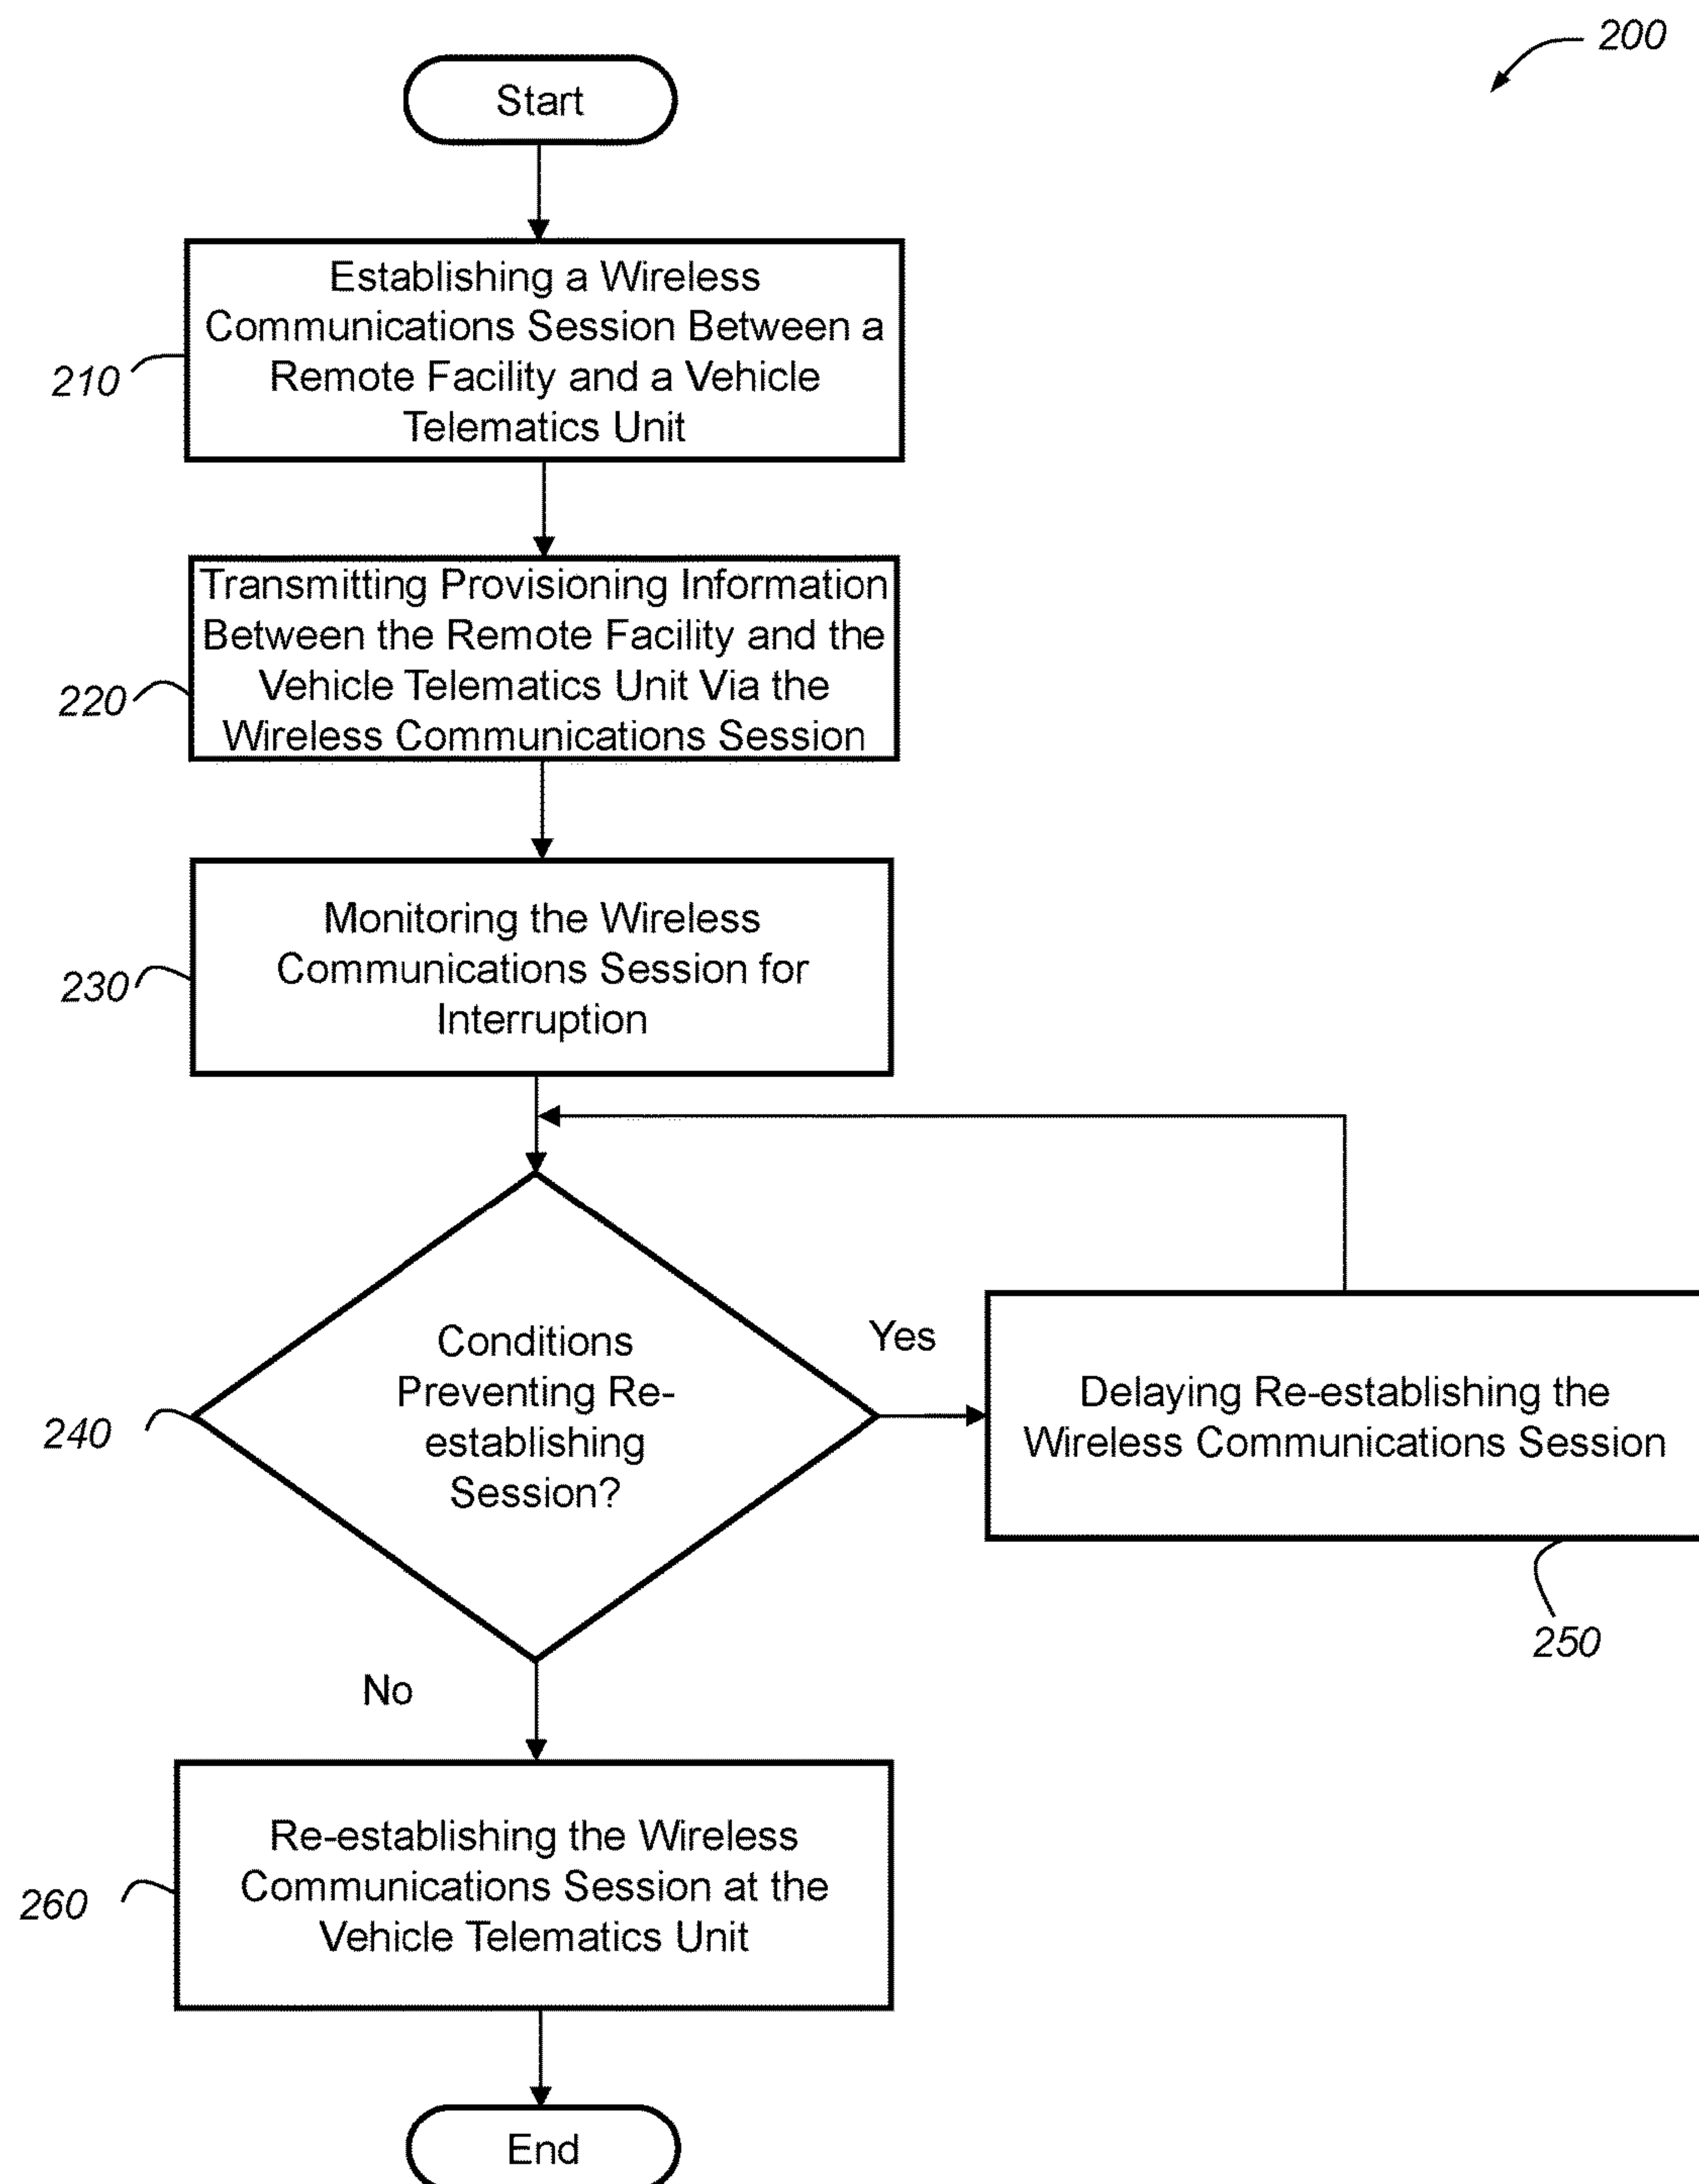 200
Start
Establishing a Wireless
Communications Session Between a
Remote Facility and a Vehicle
Telematics Unit
210
Transmitting Provisioning Information
Between the Remote Facility and the
Vehicle Telematics Unit Via the
Wireless Communications Session
220
Monitoring the Wireless
Communications Session for
Interruption
230
Conditions
Preventing Re-
establishing
Session?
240
Yes
Delaying Re-establishing the
Wireless Communications Session
250
No
Re-establishing the Wireless
Communications Session at the
Vehicle Telematics Unit
260
End